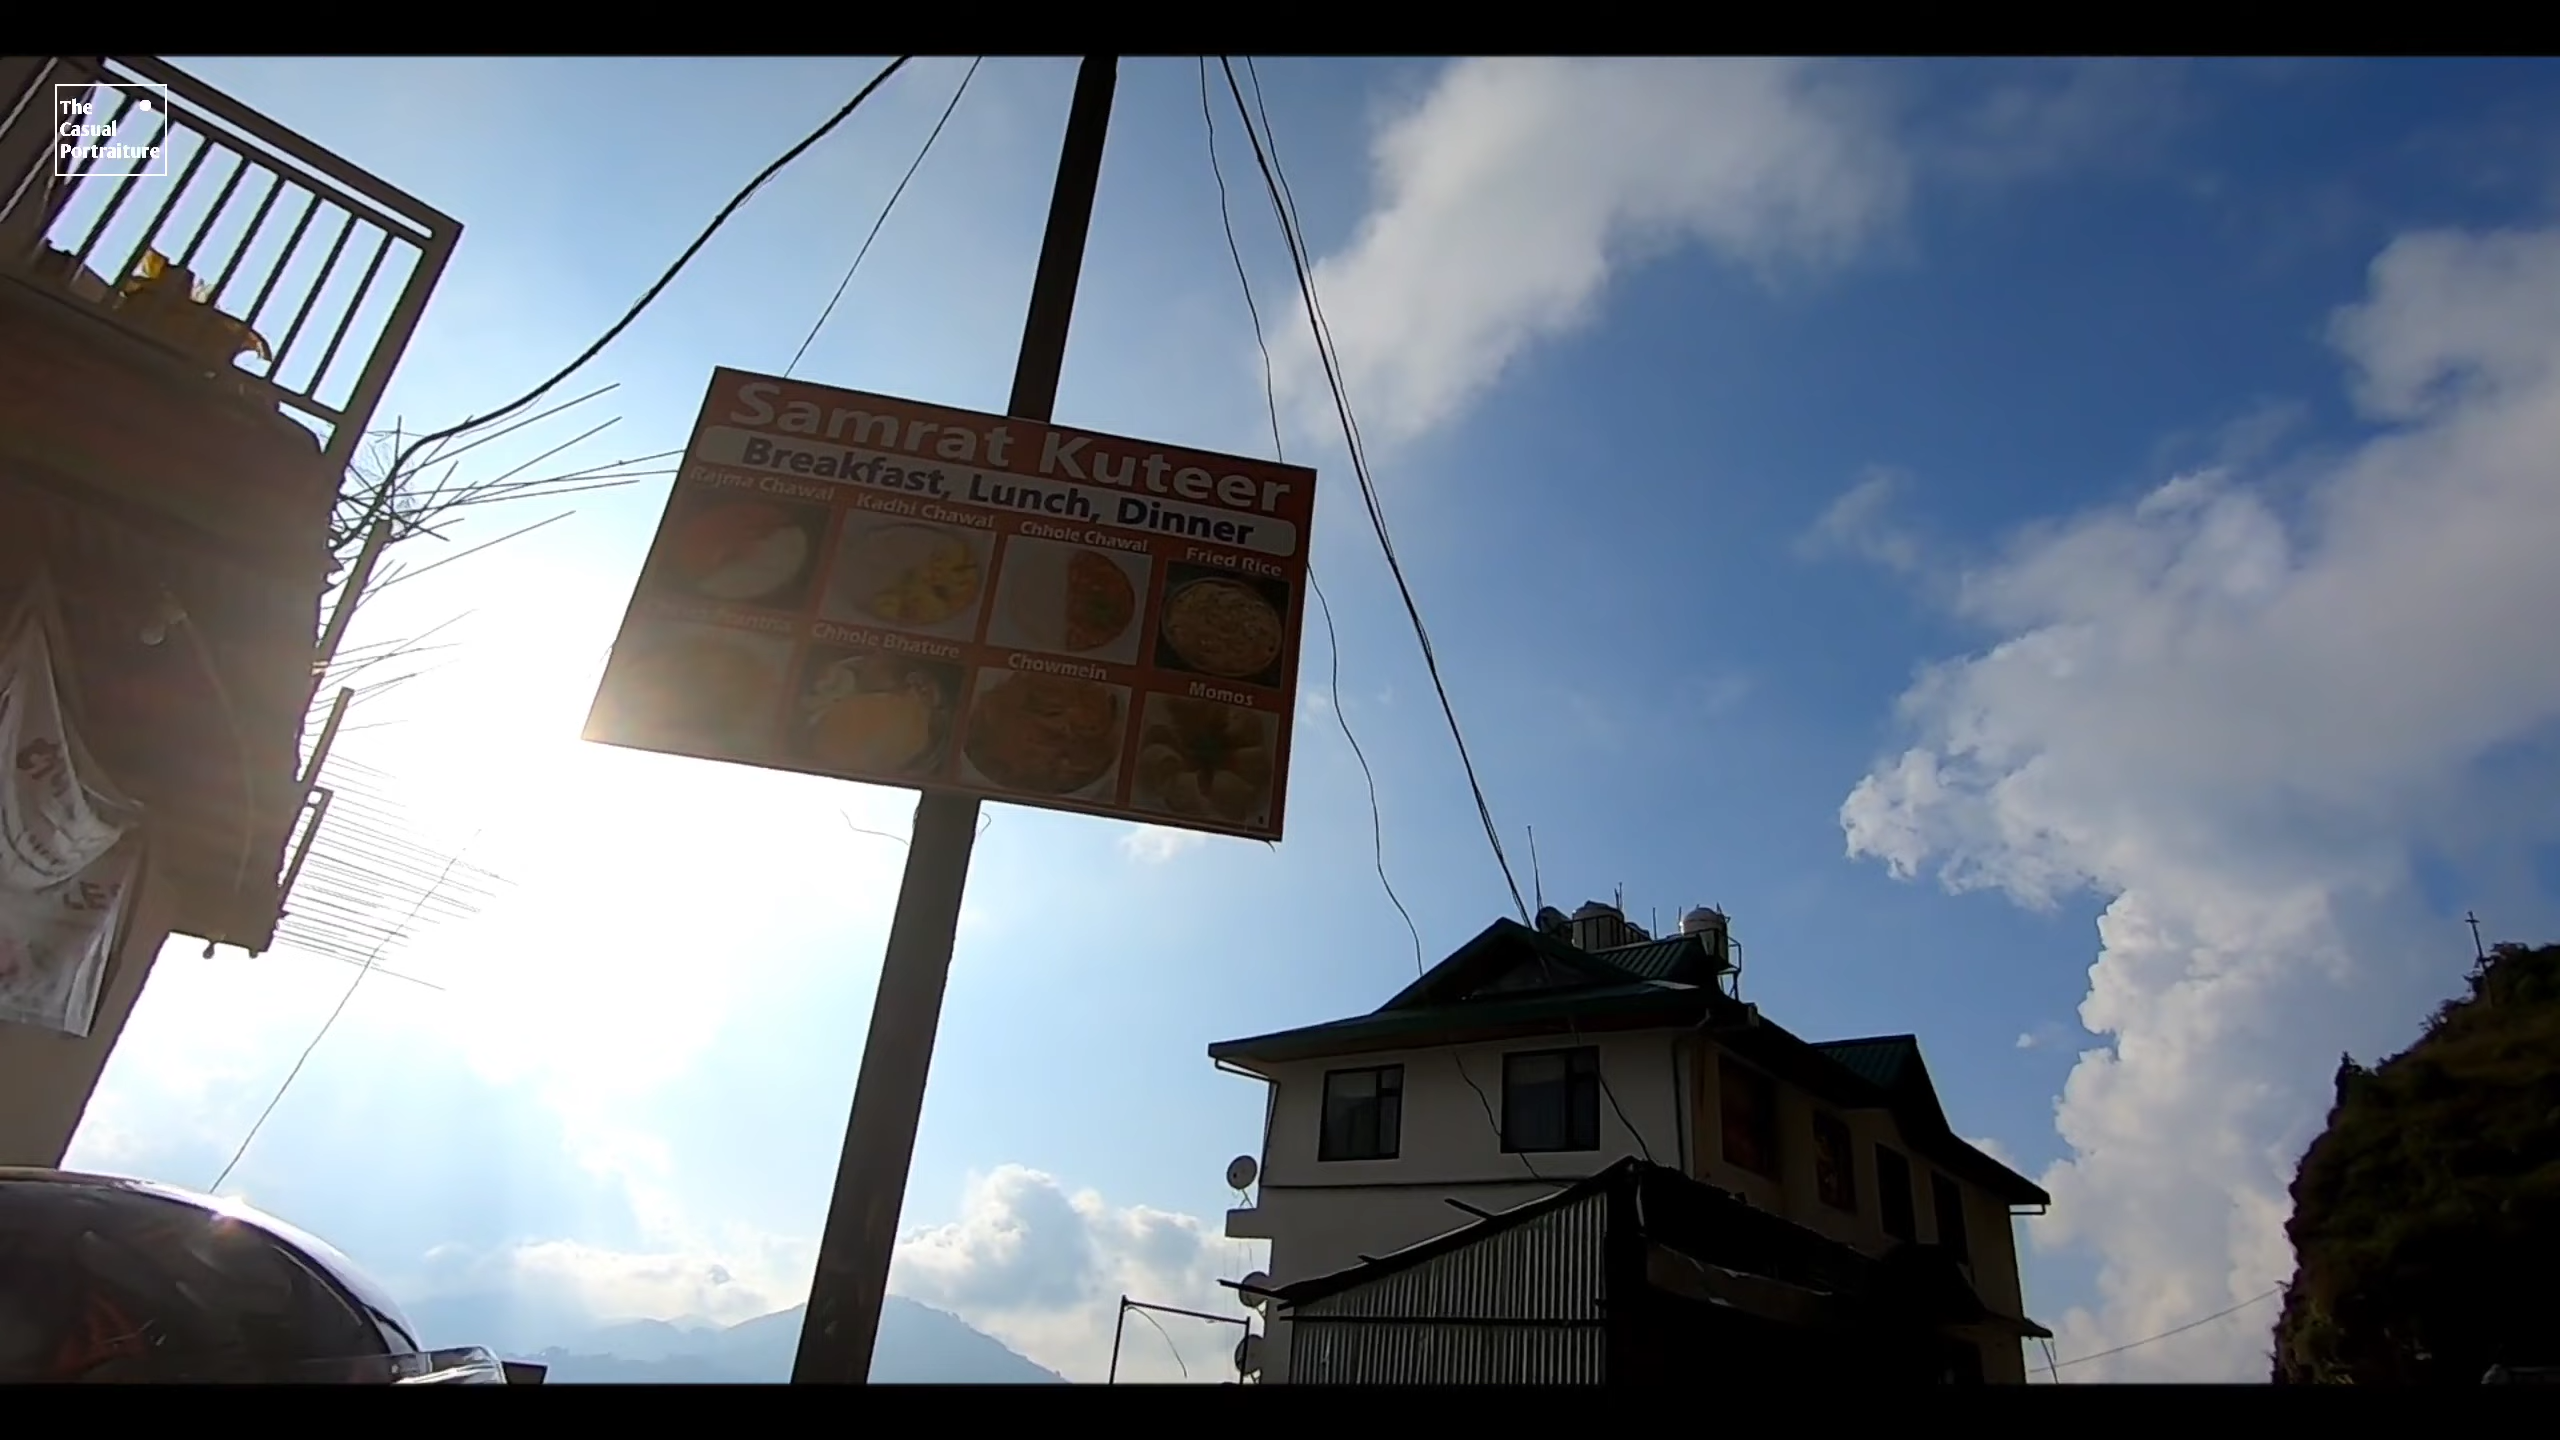 The
Casual
Portraiture
Samrat Kuteer
Breakfast, Lunch, Dinner
Rajma Chawal
Kadhi Chawal
Chhole Chawal
Fried Rice
Chhole Bhature
Chowmein
Momos